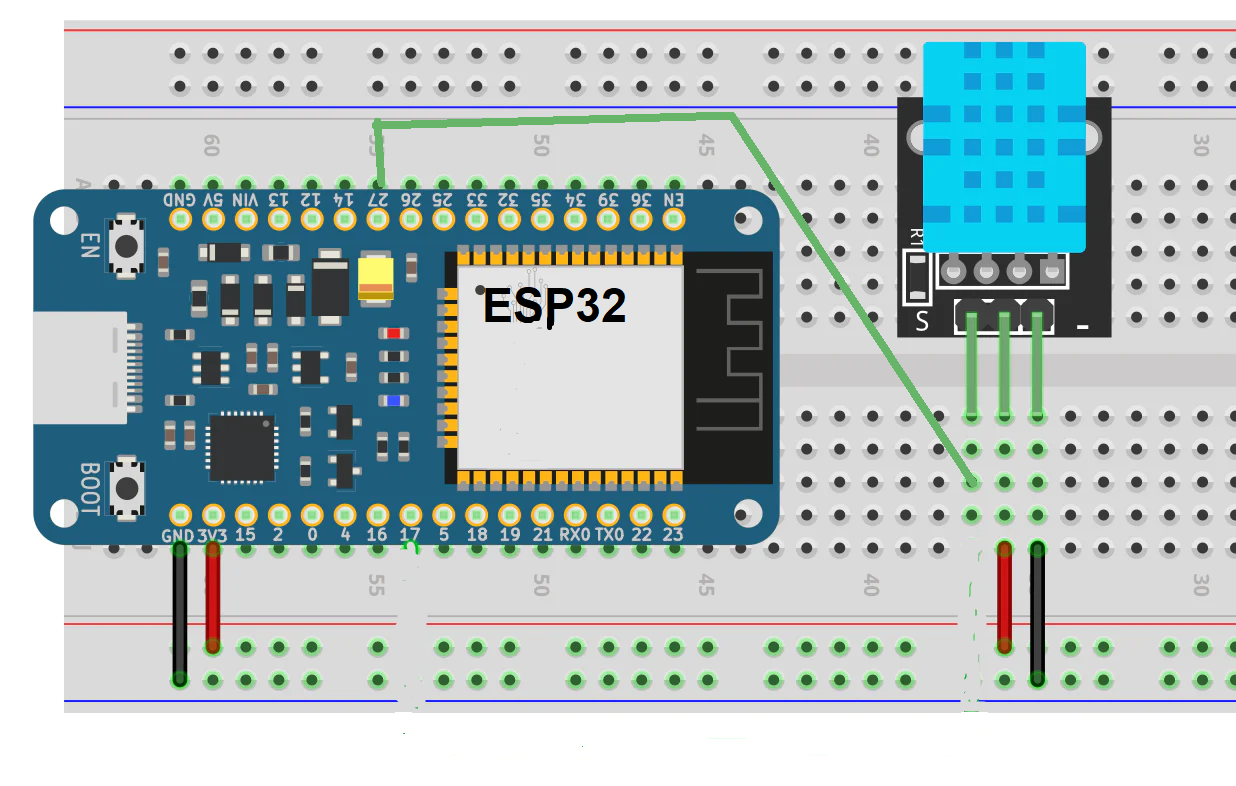 60 55 50 45 40 30
A
GND 5V VIN 13 12 14 27 26 25 33 32 35 34 39 36 EN
EN
R1
ESP32
S -
BOOT
GND 3V3 15 2 0 4 16 17 5 18 19 21 RX0 TX0 22 23
J
60 55 50 45 40 30